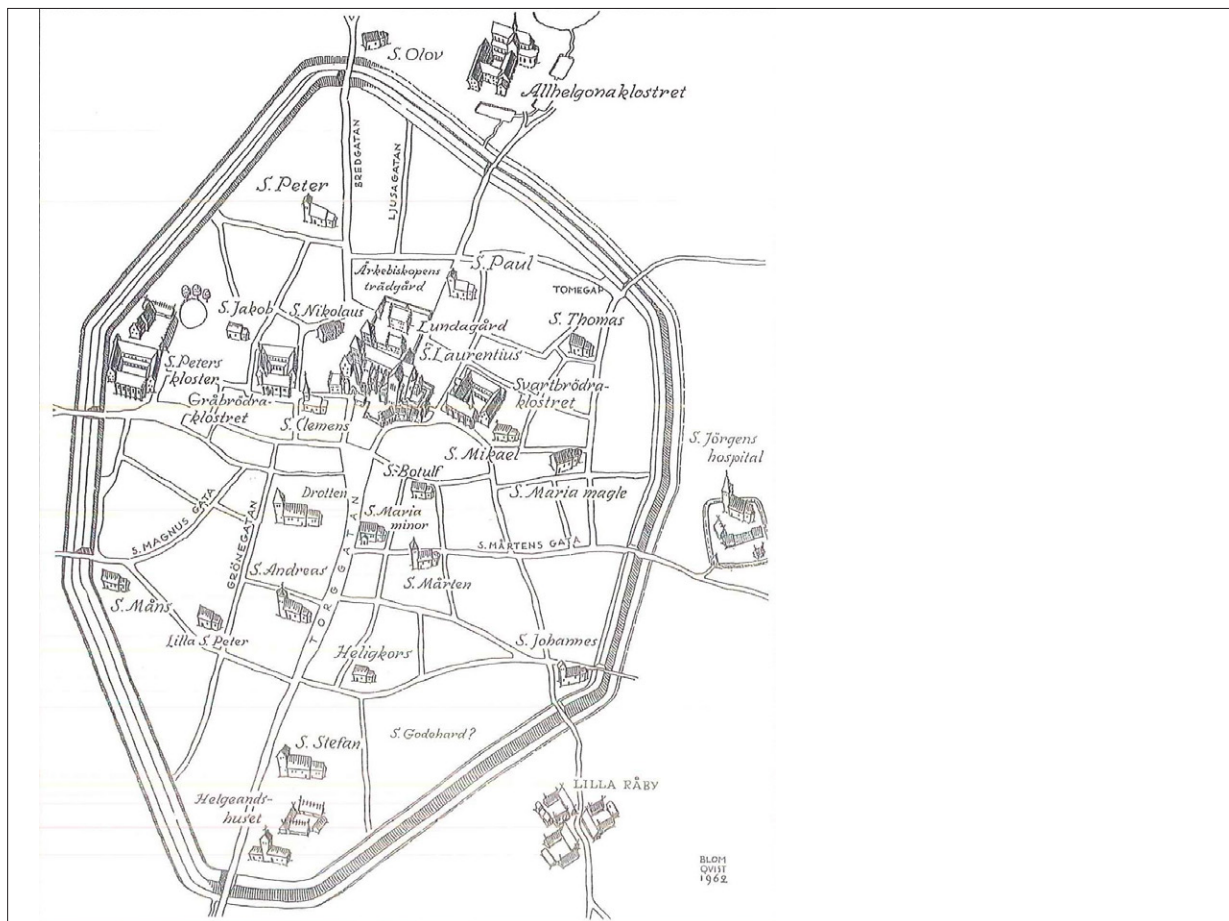 S. Olov
Allhelgonaklostret
BREDGATAN
LJUSAGATAN
S. Peter
Ärkebiskopens
trädgård
S. Paul
TOMEGAP
S. Jakob
S. Nikolaus
Lundagård
S. Thomas
S. Laurentius
S. Peters
kloster
Svartbrödra-
klostret
Gråbrödra-
klostret
S. Clemens
S. Mikael
S. Jörgens
hospital
S. Botulf
S. Maria magle
Drotten
S. Maria
minor
S. MAGNUS GATA
GRÖNEGATAN
TORGGATAN
S. MÅRTENS GATA
S. Mårten
S. Andreas
S. Måns
Lilla S. Peter
Heligkors
S. Johannes
S. Godehard?
S. Stefan
Helgeands-
huset
LILLA RÅBY
BLOM
QVIST
1962